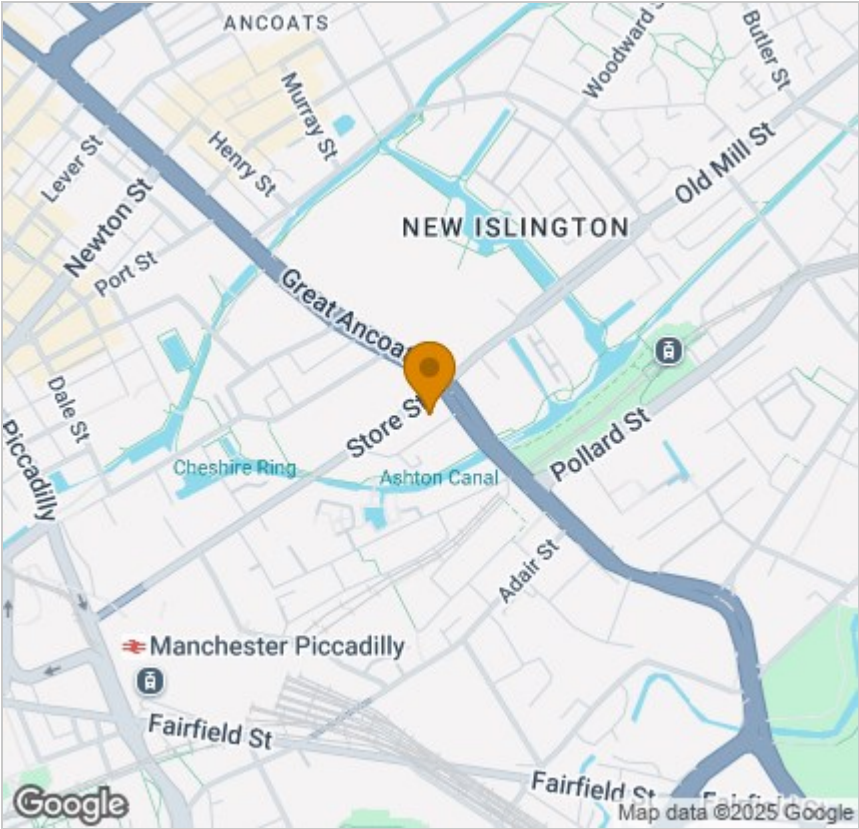 ANCOATS
Woodward S
Butler St
Murray St
Henry St
Lever St
Newton St
Port St
Old Mill St
NEW ISLINGTON
Great Ancoa
Dale St
Store St
Piccadilly
Cheshire Ring
Ashton Canal
Pollard St
Adair St
Manchester Piccadilly
Fairfield St
Fairfield St
Google
Map data ©2025 Google